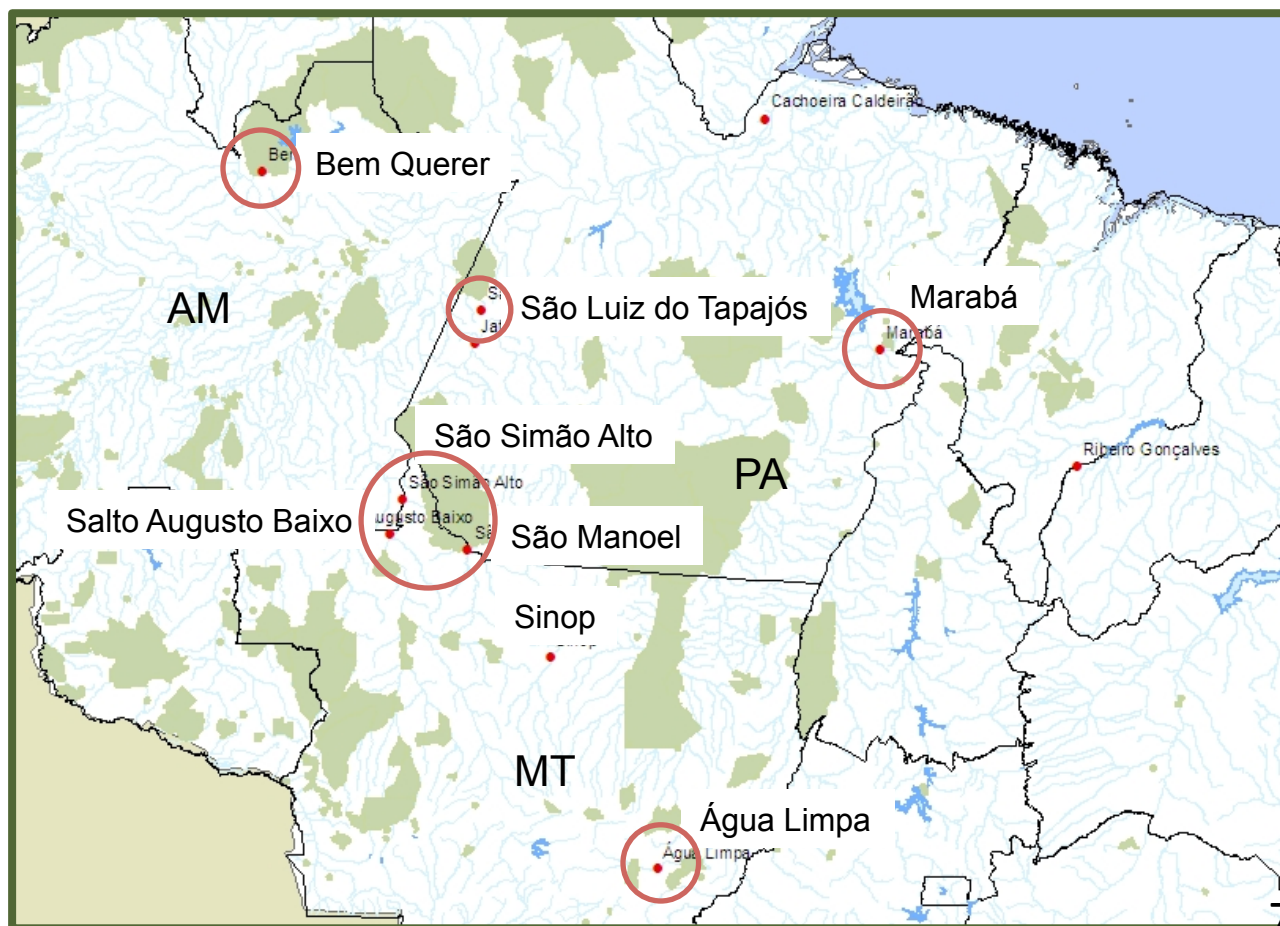 Cachoeira Caldeirão
Bem Querer
AM
São Luiz do Tapajós
Marabá
Marabá
São Simão Alto
Ribeiro Gonçalves
PA
São Simão Alto
Salto Augusto Baixo
Baixo
São Manoel
Sinop
MT
Água Limpa
Água Limpa